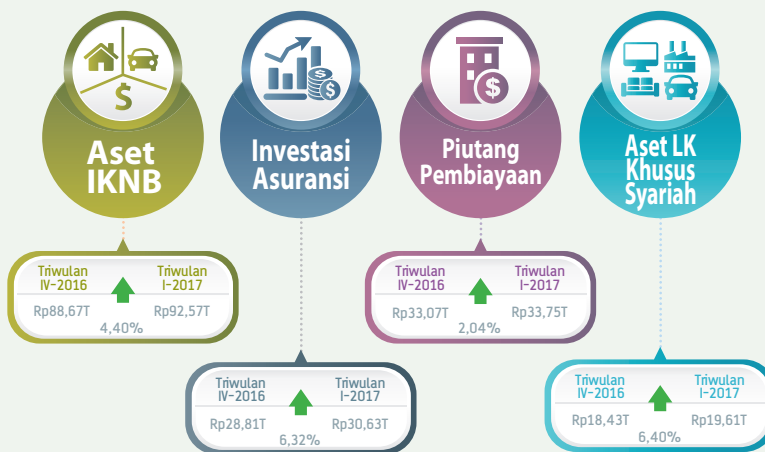 Aset
IKNB
Investasi
Asuransi
Piutang
Pembiayaan
Aset LK
Khusus
Syariah
Triwulan
IV-2016
Triwulan
I-2017
Rp88,67T
Rp92,57T
4,40%
Triwulan
IV-2016
Triwulan
I-2017
Rp28,81T
Rp30,63T
6,32%
Triwulan
IV-2016
Triwulan
I-2017
Rp33,07T
Rp33,75T
2,04%
Triwulan
IV-2016
Triwulan
I-2017
Rp18,43T
Rp19,61T
6,40%